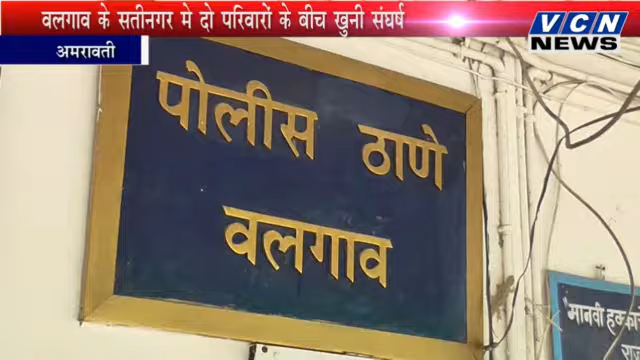 वलगाव के सतीनगर मे दो परिवारों के बीच खुनी संघर्ष
अमरावती
VCN
NEWS
पोलीस ठाणे
वलगाव
"मानवी हक्का